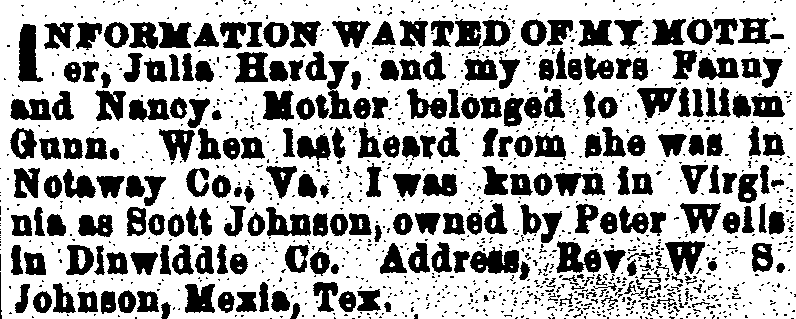 INFORMATION WANTED OF MY MOTH-
er, Julia Hardy, and my sisters Fanny
and Nancy. Mother belonged to William
Gunn. When last heard from she was in
Notaway Co., Va. I was known in Virgi-
nia as Scott Johnson, owned by Peter Wells
in Dinwiddie Co. Address, Rev. W. S.
Johnson, Mexia, Tex.